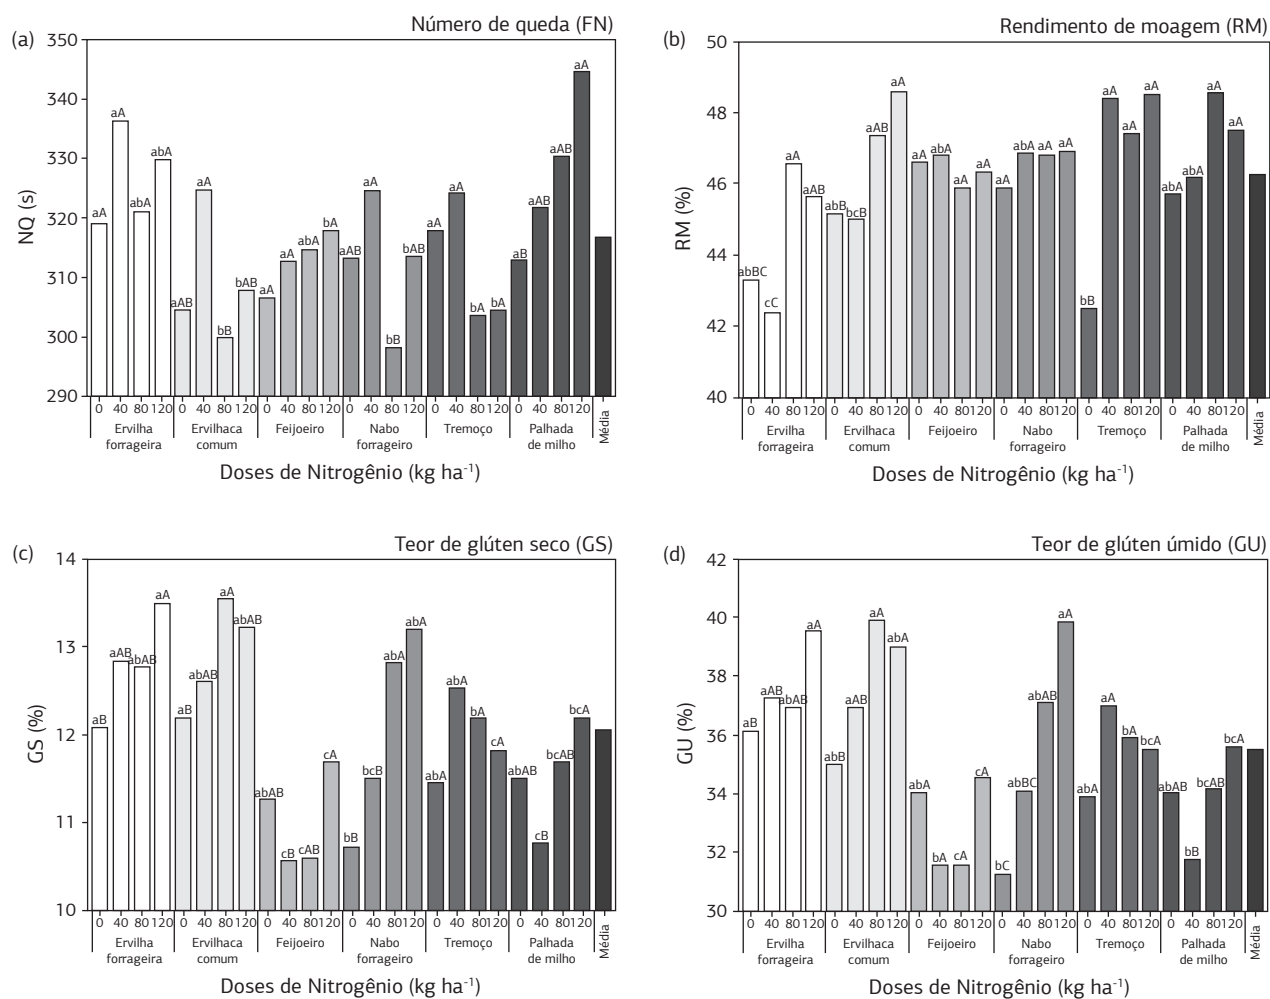 (a)
Número de queda (FN)
350
340
330
320
310
300
290
NQ (s)
aA
aA
abA
abA
aAB
aA
bB
bAB
aA
aA
abA
bA
aAB
aA
bB
bAB
aA
aA
bA
bA
aB
aAB
aAB
aA
0 40 80 120 0 40 80 120 0 40 80 120 0 40 80 120 0 40 80 120 0 40 80 120
Ervilha Ervilhaca Feijoeiro Nabo Tremoço Palhada Média
forrageira comum forrageiro de milho
Doses de Nitrogênio (kg ha-1)
(b)
Rendimento de moagem (RM)
50
48
46
44
42
40
RM (%)
abBC
cC
aA
aAB
abB
bcB
aAB
aA
aA
abA
aA
aA
aA
abA
aA
aA
bB
aA
aA
aA
abA
abA
aA
aA
0 40 80 120 0 40 80 120 0 40 80 120 0 40 80 120 0 40 80 120 0 40 80 120
Ervilha Ervilhaca Feijoeiro Nabo Tremoço Palhada Média
forrageira comum forrageiro de milho
Doses de Nitrogênio (kg ha-1)
(c)
Teor de glúten seco (GS)
14
13
12
11
10
GS (%)
aB
aAB
abAB
aA
aB
abAB
aA
abAB
abAB
cB
cAB
cA
bB
bcB
abA
abA
abA
abA
bA
cA
abAB
cB
bcAB
bcA
0 40 80 120 0 40 80 120 0 40 80 120 0 40 80 120 0 40 80 120 0 40 80 120
Ervilha Ervilhaca Feijoeiro Nabo Tremoço Palhada Média
forrageira comum forrageiro de milho
Doses de Nitrogênio (kg ha-1)
(d)
Teor de glúten úmido (GU)
42
40
38
36
34
32
30
GU (%)
aB
aAB
abAB
aA
abB
aAB
aA
abA
abA
bA
cA
cA
bC
abBC
abAB
aA
abA
aA
bA
bcA
abAB
bB
bcAB
bcA
0 40 80 120 0 40 80 120 0 40 80 120 0 40 80 120 0 40 80 120 0 40 80 120
Ervilha Ervilhaca Feijoeiro Nabo Tremoço Palhada Média
forrageira comum forrageiro de milho
Doses de Nitrogênio (kg ha-1)